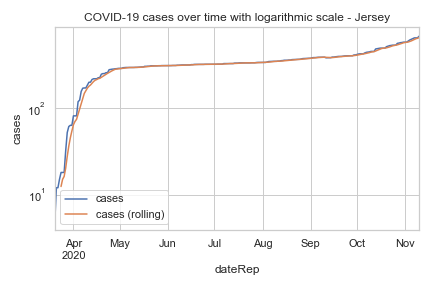 COVID-19 cases over time with logarithmic scale - Jersey
cases
10²
10¹
cases
cases (rolling)
Apr May Jun Jul Aug Sep Oct Nov
2020
dateRep